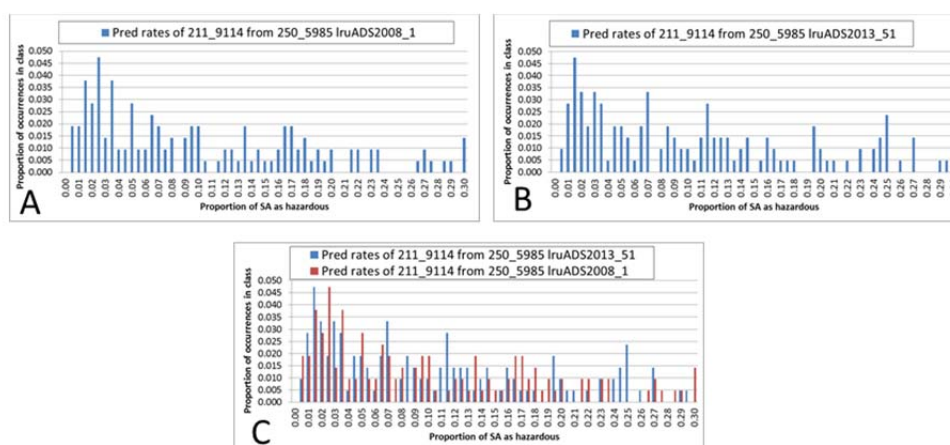 Pred rates of 211_9114 from 250_5985 lruADS2008_1
Proportion of occurrences in class
0.050
0.045
0.040
0.035
0.030
0.025
0.020
0.015
0.010
0.005
0.000
0.00 0.01 0.02 0.03 0.04 0.05 0.06 0.07 0.08 0.09 0.10 0.11 0.12 0.13 0.14 0.15 0.16 0.17 0.18 0.19 0.20 0.21 0.22 0.23 0.24 0.25 0.26 0.27 0.28 0.29 0.30
Proportion of SA as hazardous
A
Pred rates of 211_9114 from 250_5985 lruADS2013_51
Proportion of occurrences in class
0.050
0.045
0.040
0.035
0.030
0.025
0.020
0.015
0.010
0.005
0.000
0.00 0.01 0.02 0.03 0.04 0.05 0.06 0.07 0.08 0.09 0.10 0.11 0.12 0.13 0.14 0.15 0.16 0.17 0.18 0.19 0.20 0.21 0.22 0.23 0.24 0.25 0.26 0.27 0.28 0.29
Proportion of SA as hazardous
B
Pred rates of 211_9114 from 250_5985 lruADS2013_51
Pred rates of 211_9114 from 250_5985 lruADS2008_1
Proportion of occurrences in class
0.050
0.045
0.040
0.035
0.030
0.025
0.020
0.015
0.010
0.005
0.000
0.00 0.01 0.02 0.03 0.04 0.05 0.06 0.07 0.08 0.09 0.10 0.11 0.12 0.13 0.14 0.15 0.16 0.17 0.18 0.19 0.20 0.21 0.22 0.23 0.24 0.25 0.26 0.27 0.28 0.29 0.30
Proportion of SA as hazardous
C